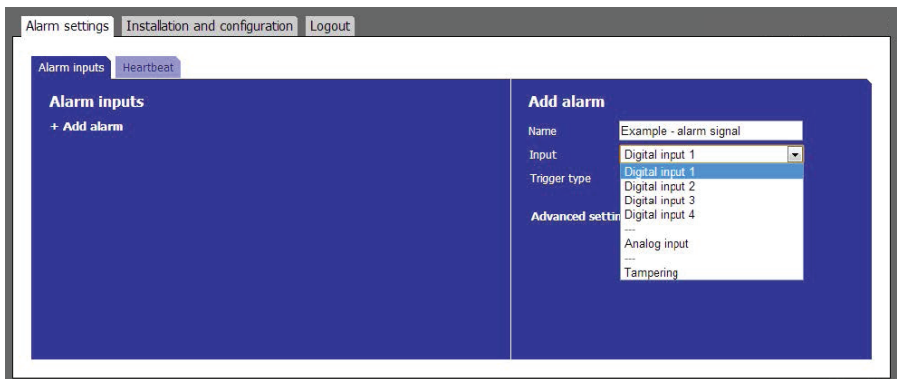 Alarm settings Installation and configuration Logout
Alarm inputs Heartbeat
Alarm inputs
+ Add alarm
Add alarm
Name Example - alarm signal
Input Digital input 1
Trigger type
Digital input 1
Digital input 2
Digital input 3
Digital input 4
---
Analog input
---
Tampering
Advanced settin